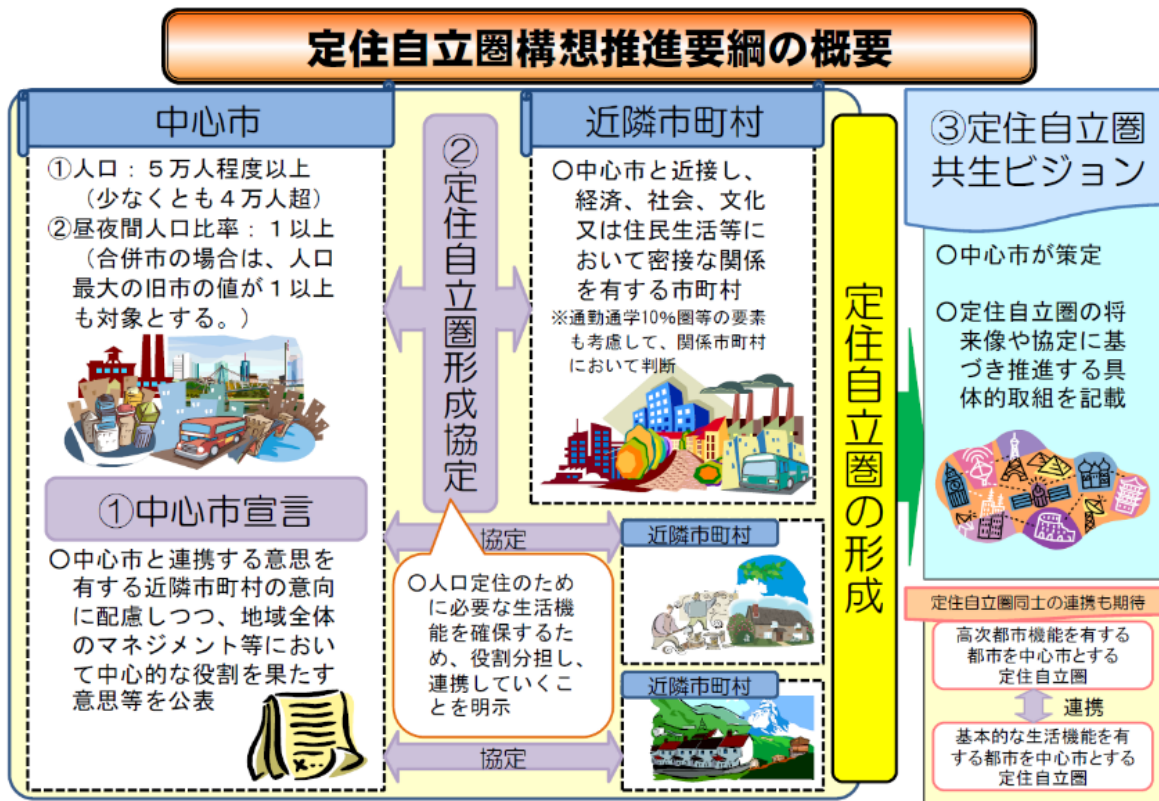 定住自立圏構想推進要綱の概要
中心市
①人口：５万人程度以上
（少なくとも４万人超）
②昼夜間人口比率：１以上
（合併市の場合は、人口
最大の旧市の値が１以上
も対象とする。）
①中心市宣言
○中心市と連携する意思を
有する近隣市町村の意向
に配慮しつつ、地域全体
のマネジメント等におい
て中心的な役割を果たす
意思等を公表
②定住自立圏形成協定
協定
○人口定住のため
に必要な生活機
能を確保するた
め、役割分担し、
連携していくこ
とを明示
協定
近隣市町村
○中心市と近接し、
経済、社会、文化
又は住民生活等に
おいて密接な関係
を有する市町村
※通勤通学10%圏等の要素
も考慮して、関係市町村
において判断
近隣市町村
近隣市町村
定住自立圏の形成
③定住自立圏
共生ビジョン
○中心市が策定
○定住自立圏の将
来像や協定に基
づき推進する具
体的取組を記載
定住自立圏同士の連携も期待
高次都市機能を有する
都市を中心市とする
定住自立圏
連携
基本的な生活機能を有
する都市を中心市とする
定住自立圏